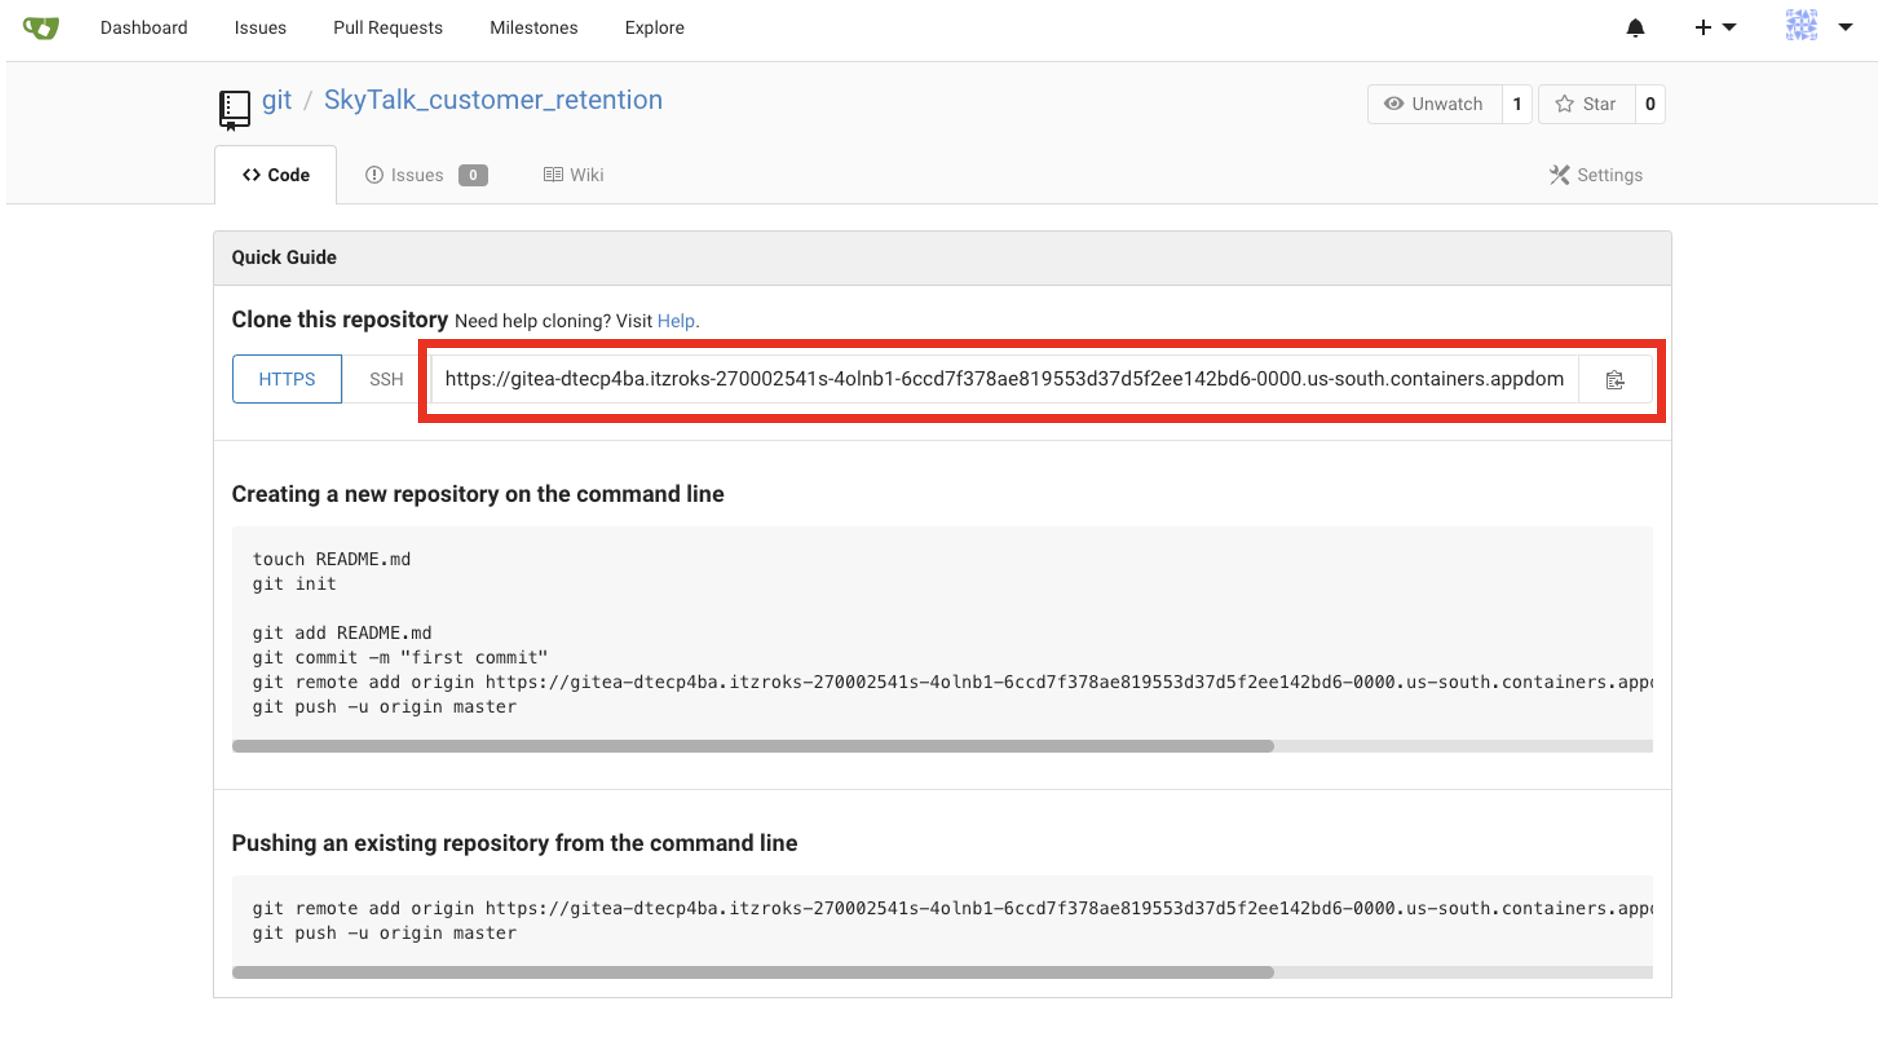 Dashboard Issues Pull Requests Milestones Explore
git / SkyTalk_customer_retention
Unwatch 1 Star 0
Code Issues 0 Wiki Settings
Quick Guide
Clone this repository Need help cloning? Visit Help.
HTTPS SSH https://gitea-dtecp4ba.itzroks-270002541s-4olnb1-6ccd7f378ae819553d37d5f2ee142bd6-0000.us-south.containers.appdom
Creating a new repository on the command line
touch README.md
git init
git add README.md
git commit -m "first commit"
git remote add origin https://gitea-dtecp4ba.itzroks-270002541s-4olnb1-6ccd7f378ae819553d37d5f2ee142bd6-0000.us-south.containers.appd
git push -u origin master
Pushing an existing repository from the command line
git remote add origin https://gitea-dtecp4ba.itzroks-270002541s-4olnb1-6ccd7f378ae819553d37d5f2ee142bd6-0000.us-south.containers.appd
git push -u origin master